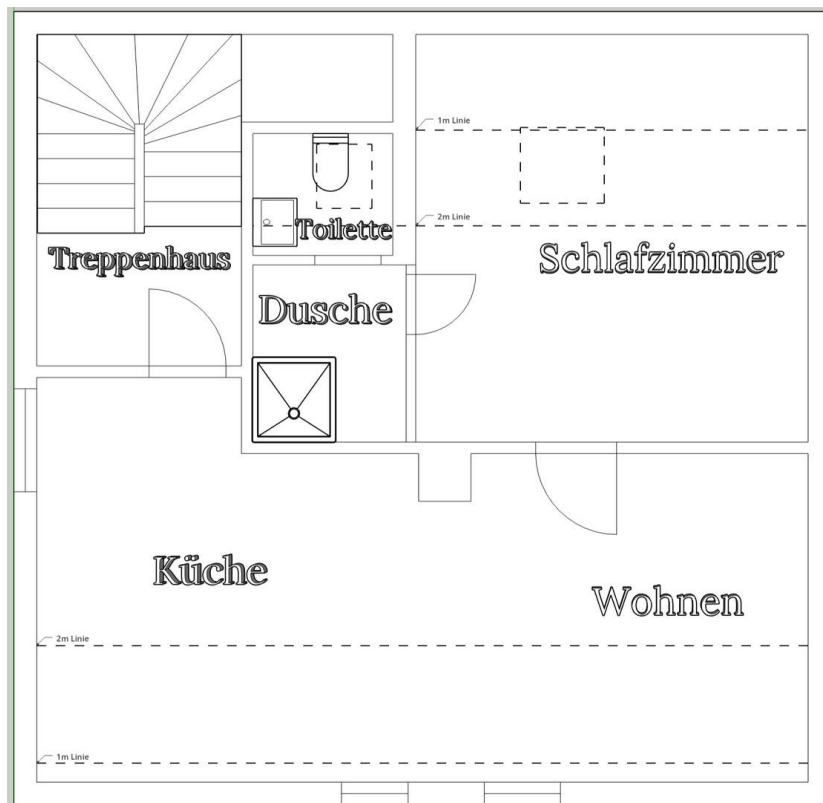 1m Linie
2m Linie
Toilette
Treppenhaus
Schlafzimmer
Dusche
Küche
Wohnen
2m Linie
1m Linie